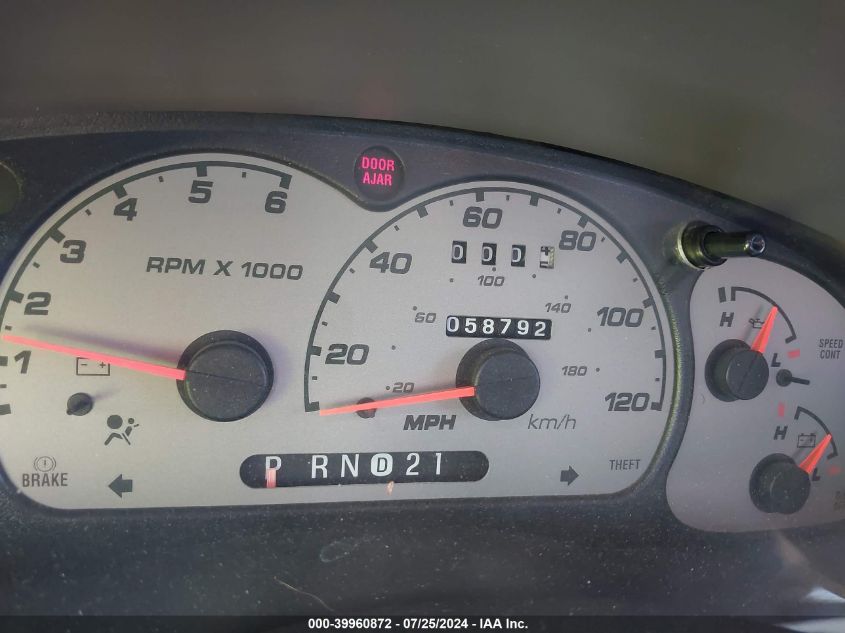 DOOR
AJAR
1 2 3 4 5 6
RPM X 1000
20 40 60 80 100 120
20 60 100 140 180
0 0 0
058792
MPH
km/h
P R N D 2 1
BRAKE
THEFT
H
L
SPEED
CONT
H
L
000-39960872 - 07/25/2024 - IAA Inc.